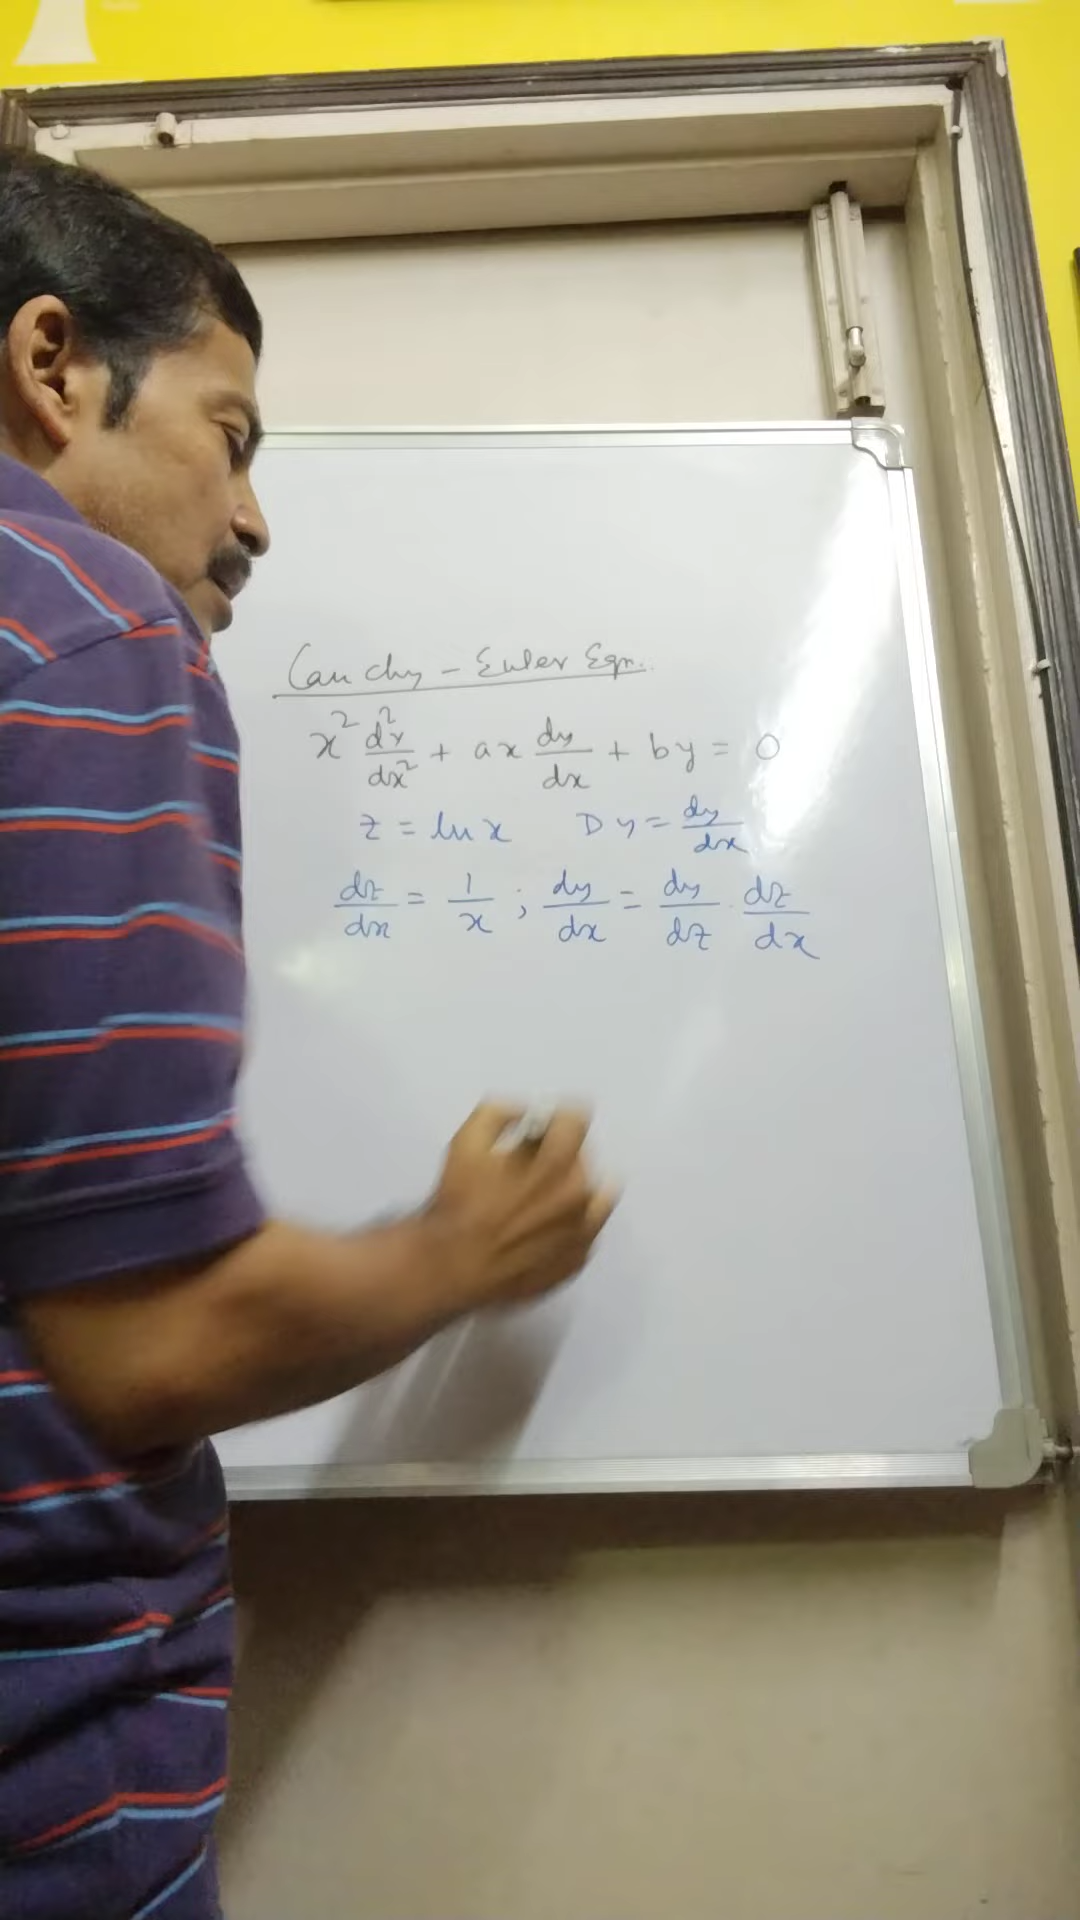 Cauchy - Euler Eqn.
x² d²y/dx² + ax dy/dx + by = 0
z = ln x Dy = dy/dx
dz/dx = 1/x ; dy/dx = dy/dz · dz/dx